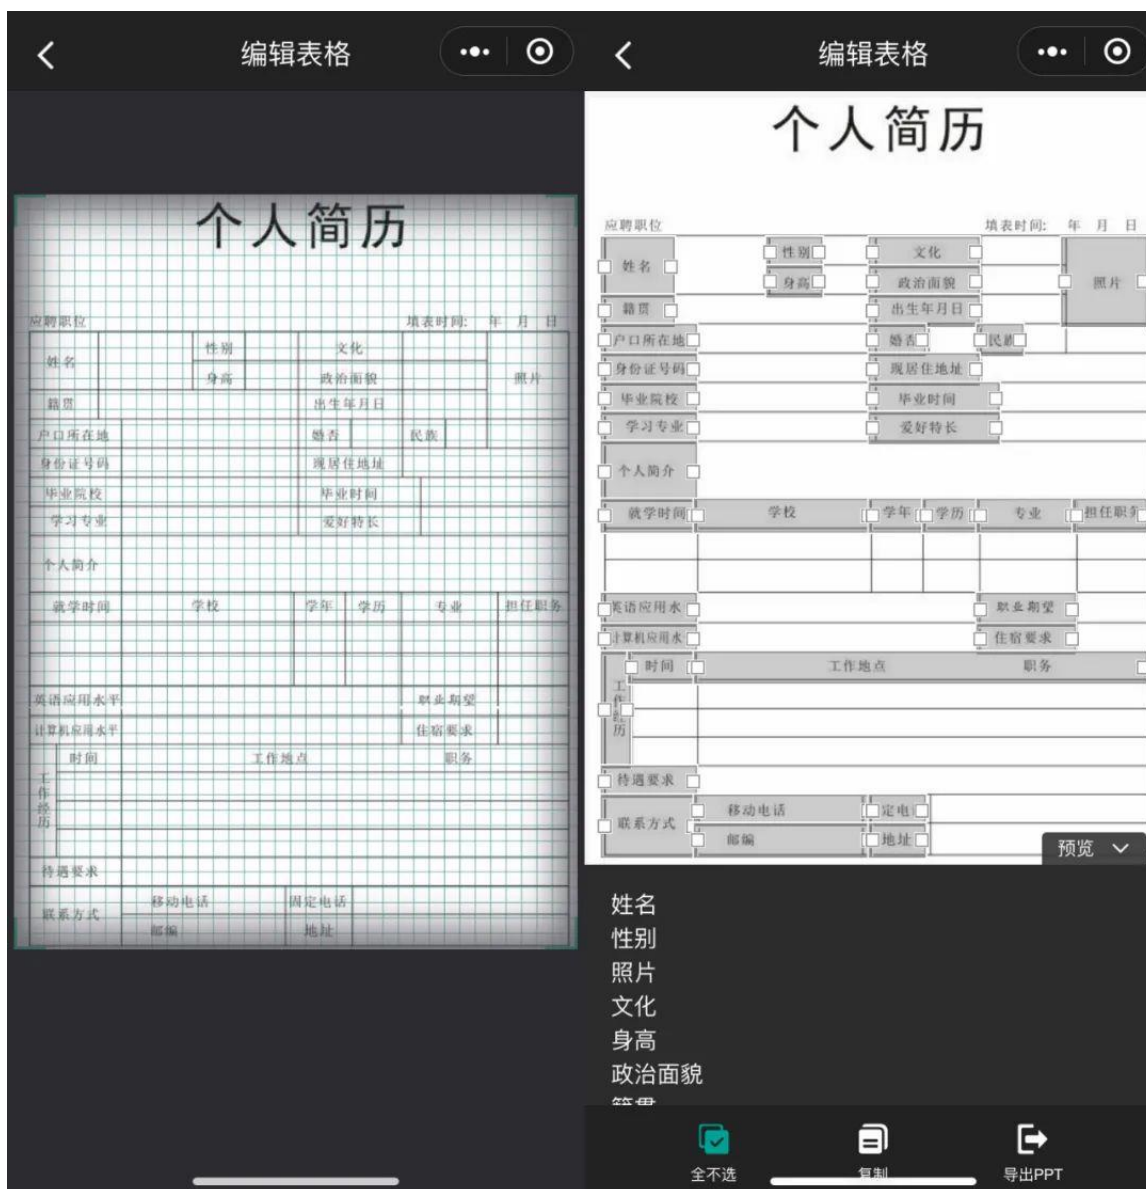 编辑表格
个人简历
应聘职位 填表时间: 年 月 日
姓名 性别 文化 照片
身高 政治面貌
籍贯 出生年月日
户口所在地 婚否 民族
身份证号码 现居住地址
毕业院校 毕业时间
学习专业 爱好特长
个人简介
就学时间 学校 学年 学历 专业 担任职务
英语应用水平 职业期望
计算机应用水平 住宿要求
时间 工作地点 职务
工作经历
待遇要求
联系方式 移动电话 固定电话
邮编 地址
编辑表格
个人简历
应聘职位 填表时间: 年 月 日
姓名 性别 文化 照片
身高 政治面貌
籍贯 出生年月日
户口所在地 婚否 民族
身份证号码 现居住地址
毕业院校 毕业时间
学习专业 爱好特长
个人简介
就学时间 学校 学年 学历 专业 担任职务
英语应用水 职业期望
计算机应用水 住宿要求
时间 工作地点 职务
工作经历
待遇要求
联系方式 移动电话 定电
邮编 地址
预览
姓名
性别
照片
文化
身高
政治面貌
籍贯
全不选 复制 导出PPT